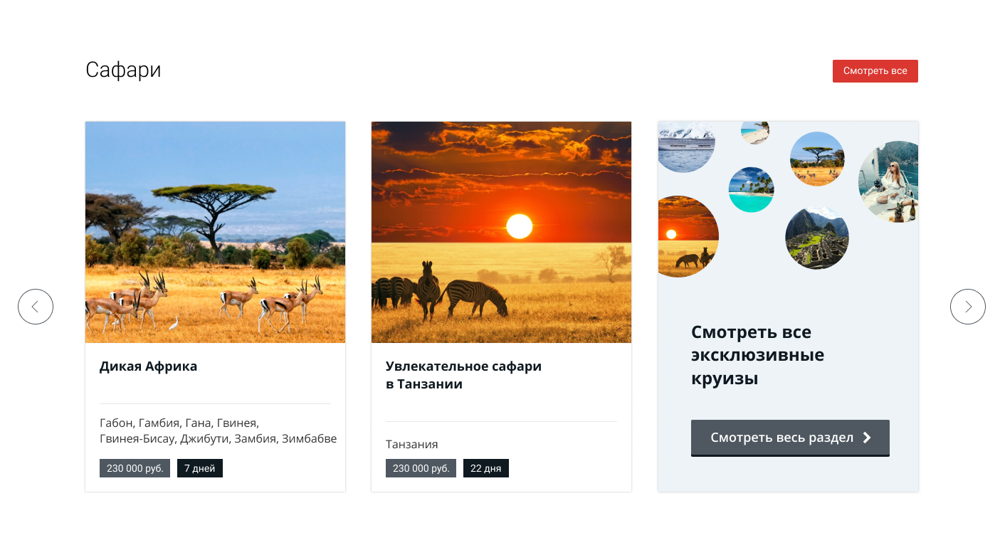 Сафари
Смотреть все
Дикая Африка
Габон, Гамбия, Гана, Гвинея,
Гвинея-Бисау, Джибути, Замбия, Зимбабве
230 000 руб.
7 дней
Увлекательное сафари
в Танзании
Танзания
230 000 руб.
22 дня
Смотреть все
эксклюзивные
круизы
Смотреть весь раздел